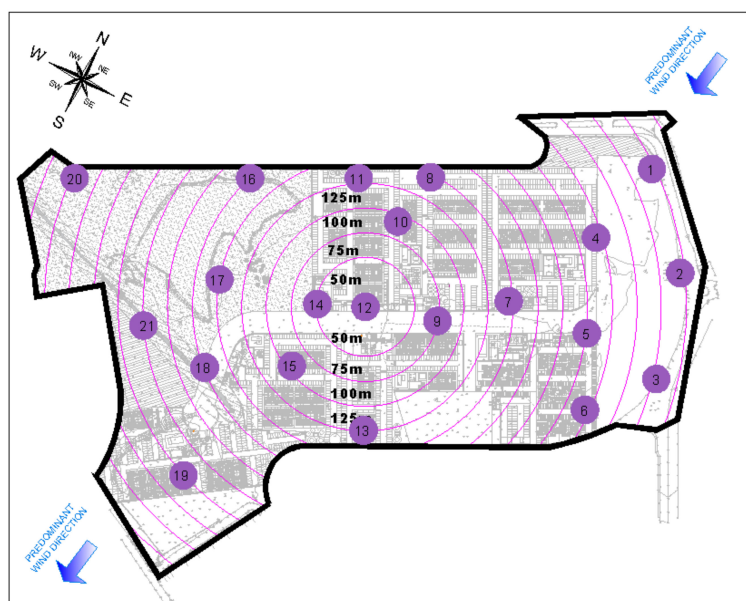 N
NW
NE
W
E
SW
SE
S
PREDOMINANT
WIND DIRECTION
1
20
16
11
8
125m
100m
10
4
75m
2
50m
17
14
12
7
9
21
5
50m
18
15
75m
3
100m
6
125m
13
19
PREDOMINANT
WIND DIRECTION